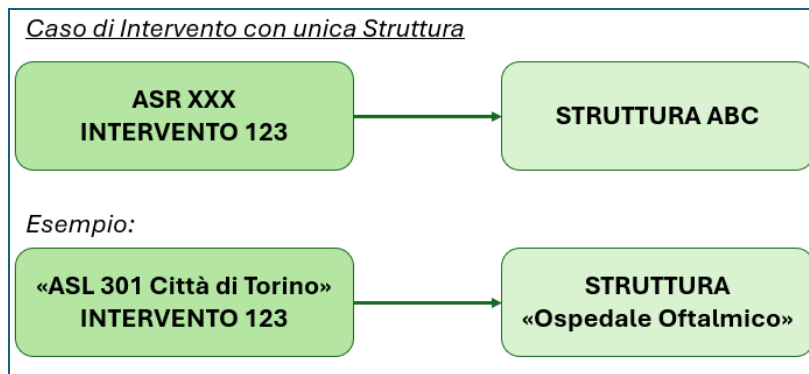 Caso di Intervento con unica Struttura
ASR XXX
INTERVENTO 123
STRUTTURA ABC
Esempio:
«ASL 301 Città di Torino»
INTERVENTO 123
STRUTTURA
«Ospedale Oftalmico»